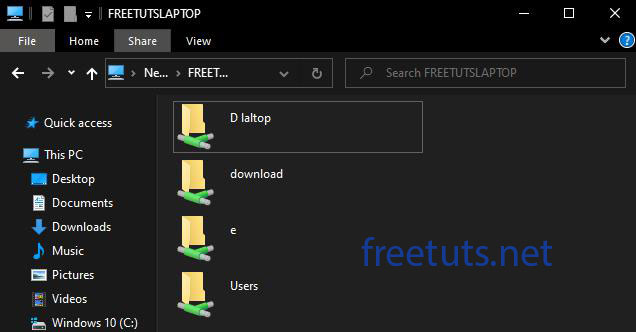 FREETUTSLAPTOP
File Home Share View
Ne... FREET... Search FREETUTSLAPTOP
Quick access
This PC
Desktop
Documents
Downloads
Music
Pictures
Videos
Windows 10 (C:)
D laltop
download
e
Users
freetuts.net